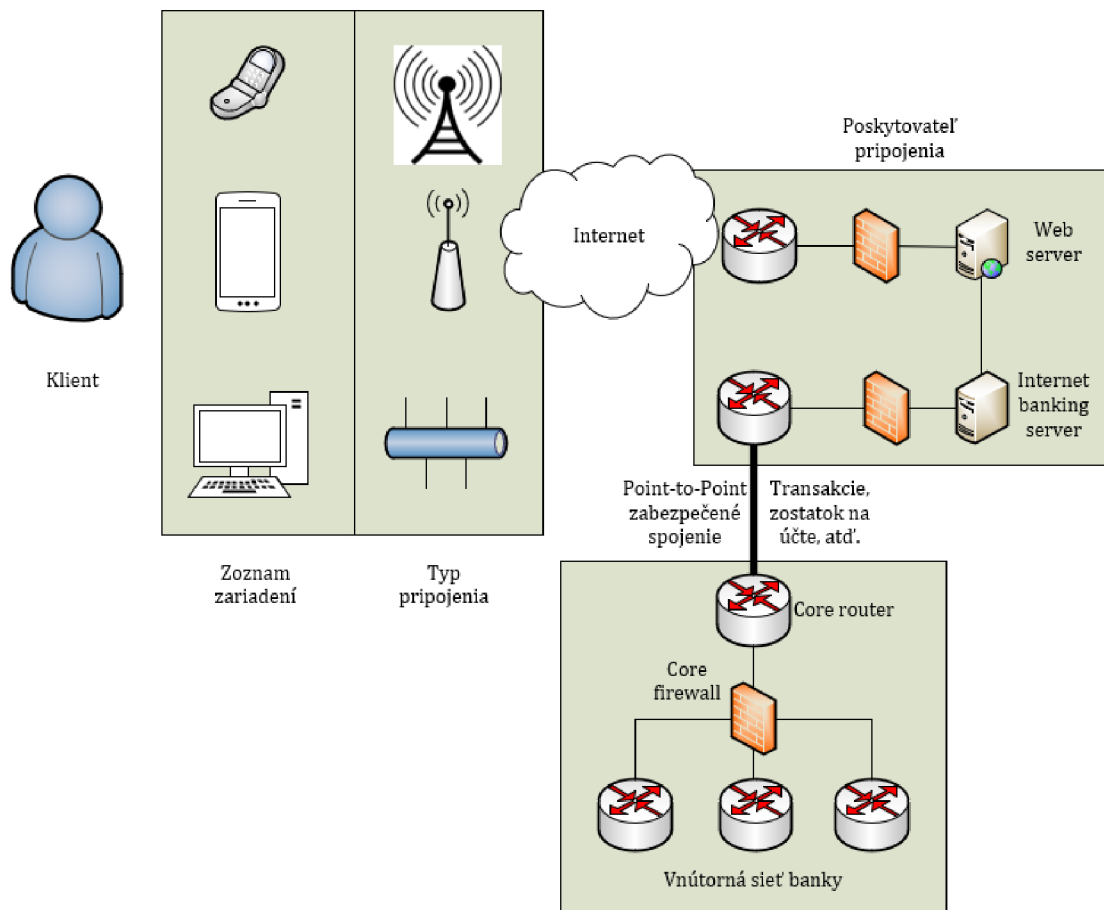 Poskytovateľ
pripojenia
Internet
Web
server
Klient
Internet
banking
server
Point-to-Point
zabezpečené
spojenie
Transakcie,
zostatok na
účte, atď.
Zoznam
zariadení
Typ
pripojenia
Core router
Core
firewall
Vnútorná sieť banky